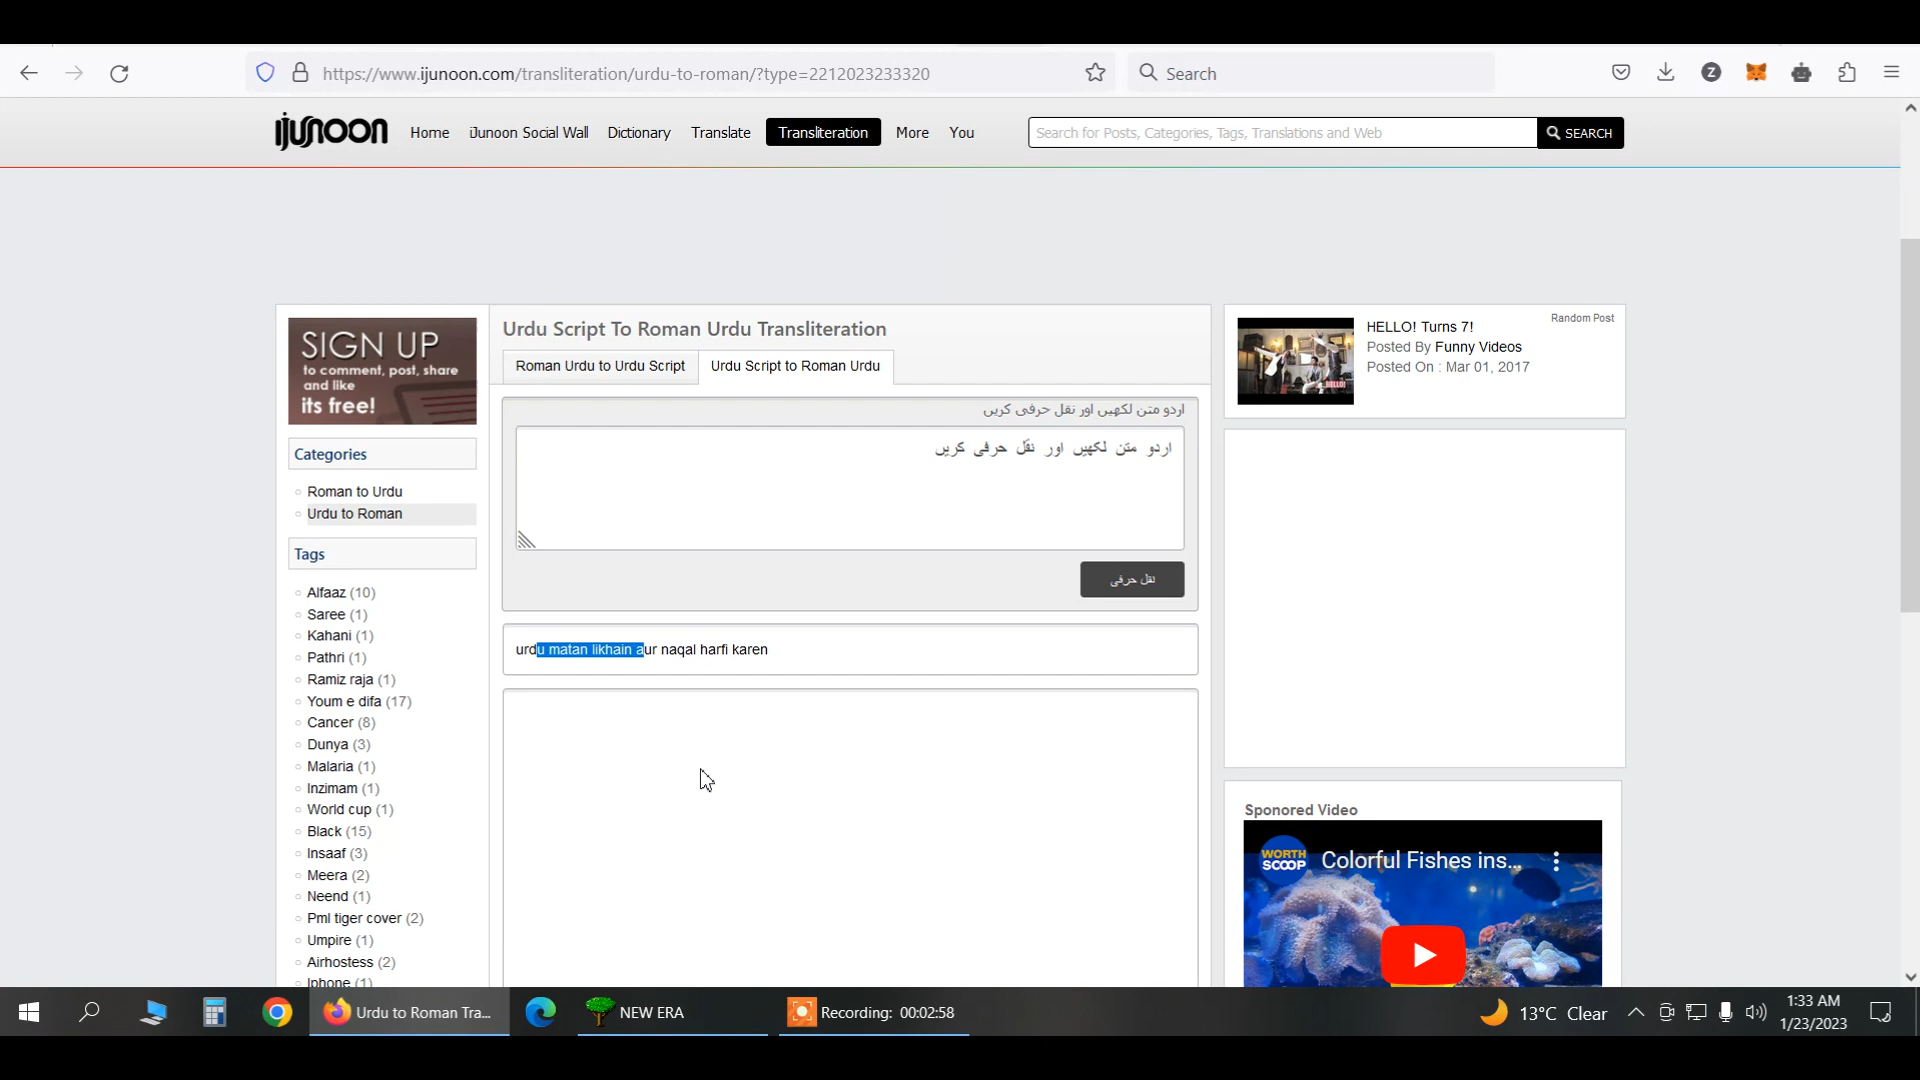 https://www.ijunoon.com/transliteration/urdu-to-roman/?type=2212023233320
Search
ijunoon
Home
iJunoon Social Wall
Dictionary
Translate
Transliteration
More
You
Search for Posts, Categories, Tags, Translations and Web
SEARCH
SIGN UP
to comment, post, share
and like
its free!
Categories
Roman to Urdu
Urdu to Roman
Tags
Alfaaz (10)
Saree (1)
Kahani (1)
Pathri (1)
Ramiz raja (1)
Youm e difa (17)
Cancer (8)
Dunya (3)
Malaria (1)
Inzimam (1)
World cup (1)
Black (15)
Insaaf (3)
Meera (2)
Neend (1)
Pml tiger cover (2)
Umpire (1)
Airhostess (2)
Iphone (1)
Urdu Script To Roman Urdu Transliteration
Roman Urdu to Urdu Script
Urdu Script to Roman Urdu
اردو متن لکھیں اور نقل حرفی کریں
اردو متن لکھیں اور نقل حرفی کریں
نقل حرفی
urdu matan likhain aur naqal harfi karen
Random Post
HELLO! Turns 7!
Posted By Funny Videos
Posted On : Mar 01, 2017
HELLO!
Sponored Video
WORTH
SCOOP
Colorful Fishes ins...
Urdu to Roman Tra...
NEW ERA
Recording: 00:02:58
13°C Clear
1:33 AM
1/23/2023